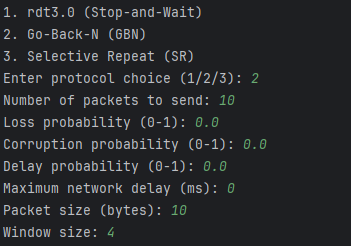 1. rdt3.0 (Stop-and-Wait)
2. Go-Back-N (GBN)
3. Selective Repeat (SR)
Enter protocol choice (1/2/3): 2
Number of packets to send: 10
Loss probability (0-1): 0.0
Corruption probability (0-1): 0.0
Delay probability (0-1): 0.0
Maximum network delay (ms): 0
Packet size (bytes): 10
Window size: 4